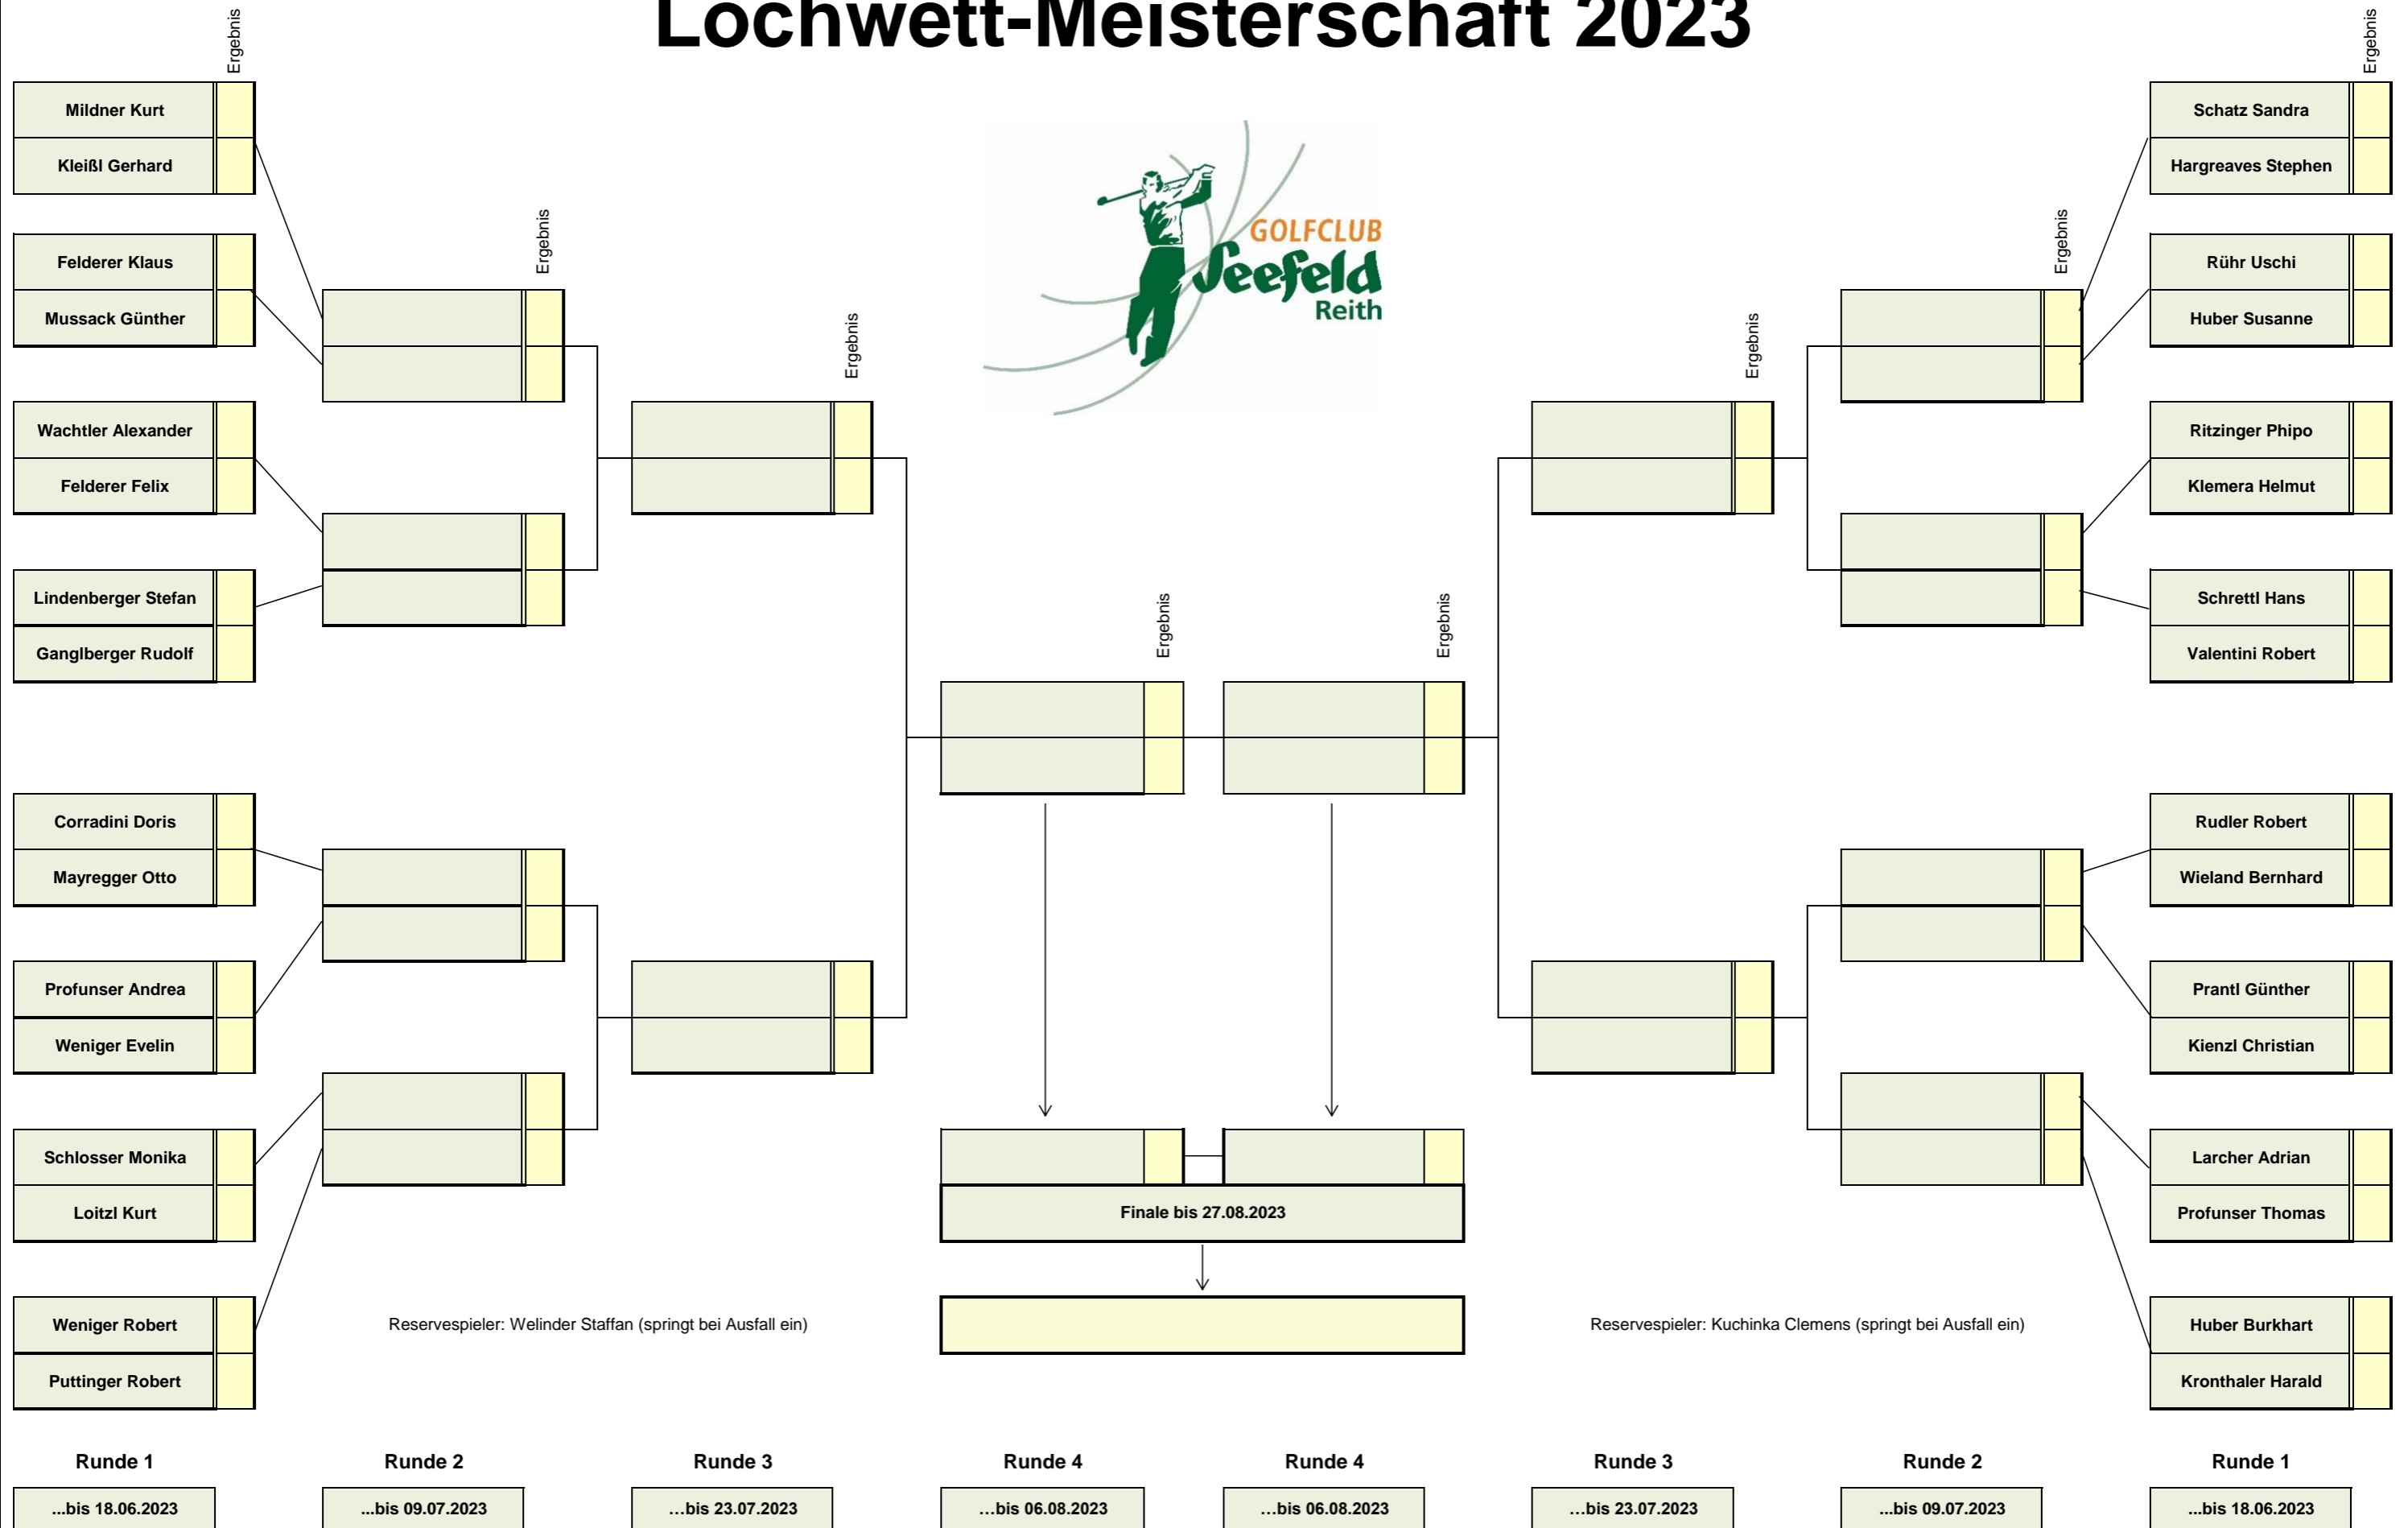 Lochwett-Meisterschaft 2023
Ergebnis
Ergebnis
Mildner Kurt
Kleißl Gerhard
Schatz Sandra
Hargreaves Stephen
GOLFCLUB
Seefeld
Reith
Ergebnis
Ergebnis
Felderer Klaus
Mussack Günther
Rühr Uschi
Huber Susanne
Ergebnis
Ergebnis
Wachtler Alexander
Felderer Felix
Ritzinger Phipo
Klemera Helmut
Lindenberger Stefan
Ganglberger Rudolf
Ergebnis
Ergebnis
Schrettl Hans
Valentini Robert
Corradini Doris
Mayregger Otto
Rudler Robert
Wieland Bernhard
Profunser Andrea
Weniger Evelin
Prantl Günther
Kienzl Christian
Schlosser Monika
Loitzl Kurt
Finale bis 27.08.2023
Larcher Adrian
Profunser Thomas
Weniger Robert
Puttinger Robert
Reservespieler: Welinder Staffan (springt bei Ausfall ein)
Reservespieler: Kuchinka Clemens (springt bei Ausfall ein)
Huber Burkhart
Kronthaler Harald
Runde 1 Runde 2 Runde 3 Runde 4 Runde 4 Runde 3 Runde 2 Runde 1
...bis 18.06.2023 ...bis 09.07.2023 …bis 23.07.2023 …bis 06.08.2023 …bis 06.08.2023 …bis 23.07.2023 ...bis 09.07.2023 ...bis 18.06.2023